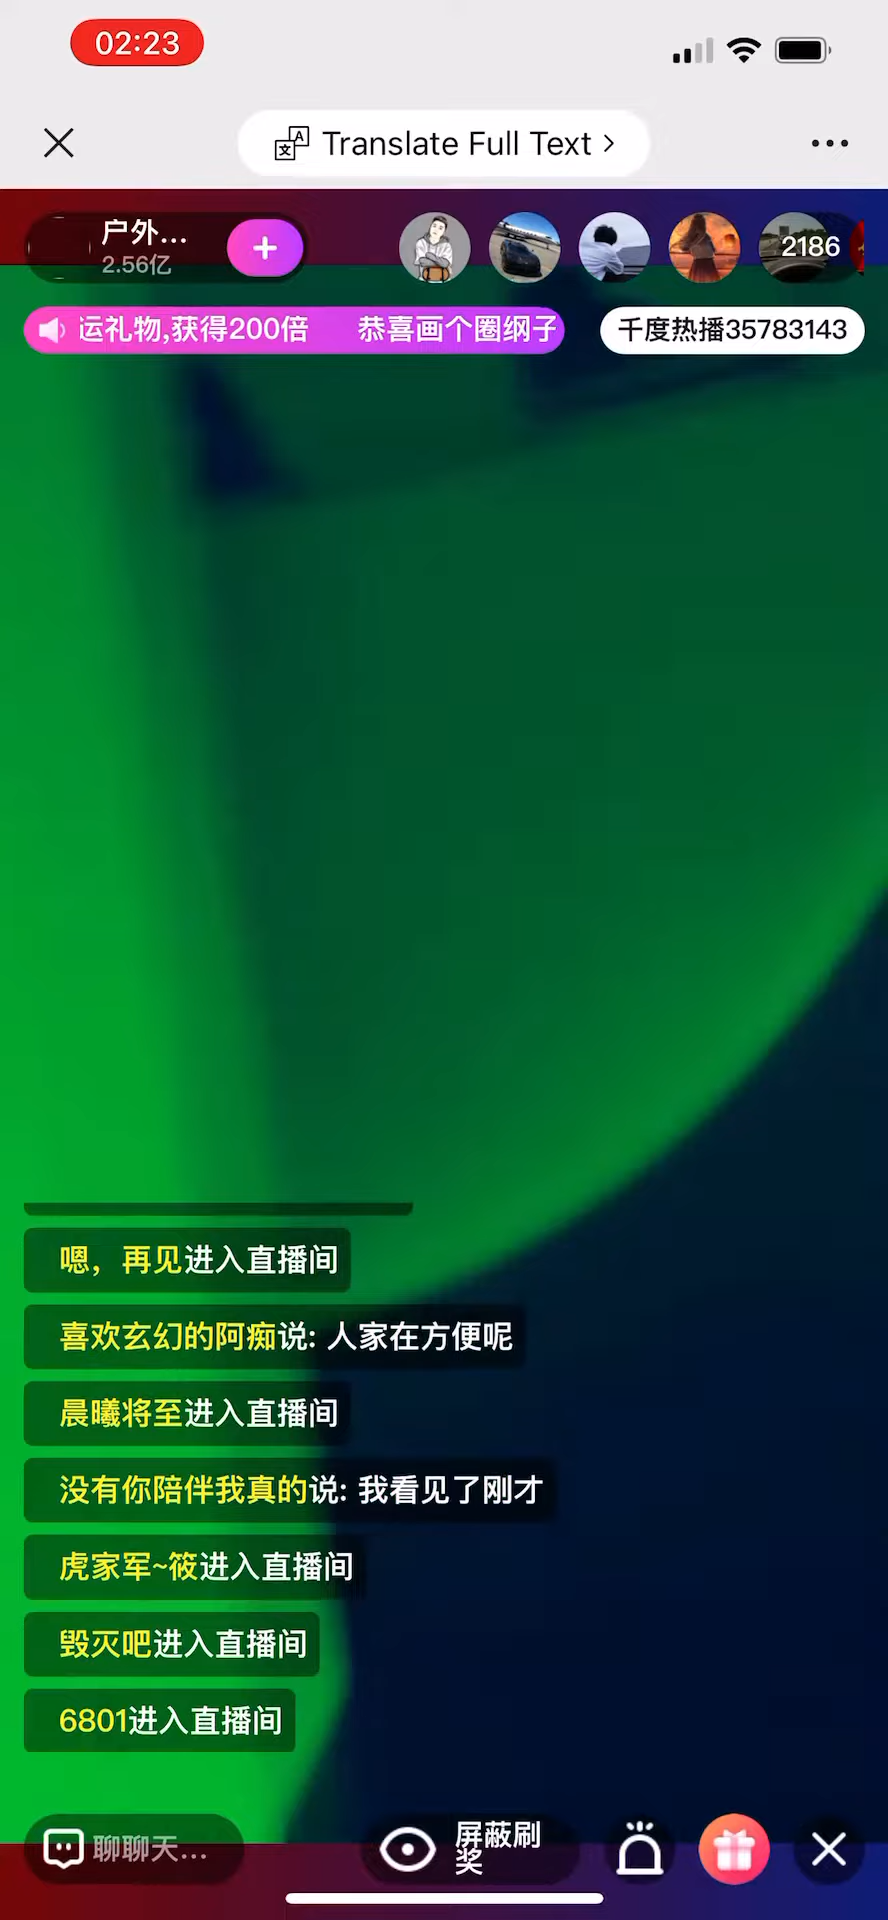 02:23
Translate Full Text
户外...
2.56亿
2186
运礼物,获得200倍 恭喜画个圈纲子
千度热播35783143
嗯，再见进入直播间
喜欢玄幻的阿痴说: 人家在方便呢
晨曦将至进入直播间
没有你陪伴我真的说: 我看见了刚才
虎家军~筱进入直播间
毁灭吧进入直播间
6801进入直播间
聊聊天...
屏蔽刷
奖